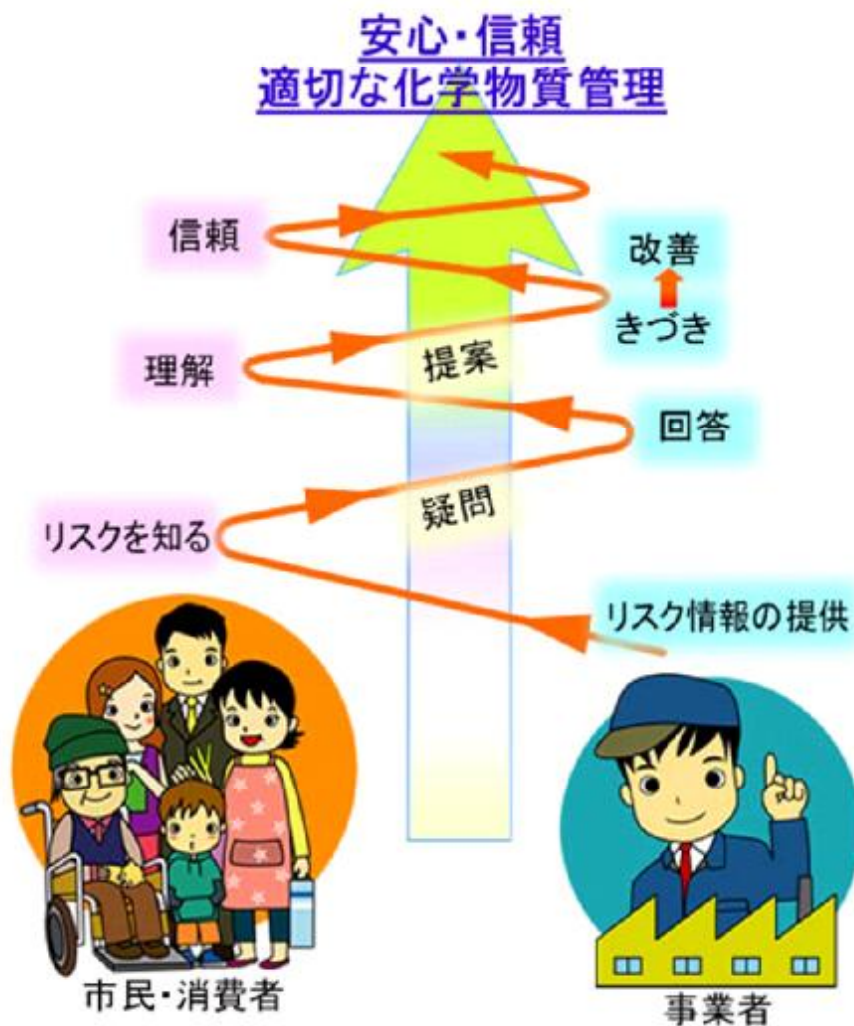 安心・信頼
適切な化学物質管理
信頼
改善
きづき
提案
理解
回答
疑問
リスクを知る
リスク情報の提供
市民・消費者
事業者